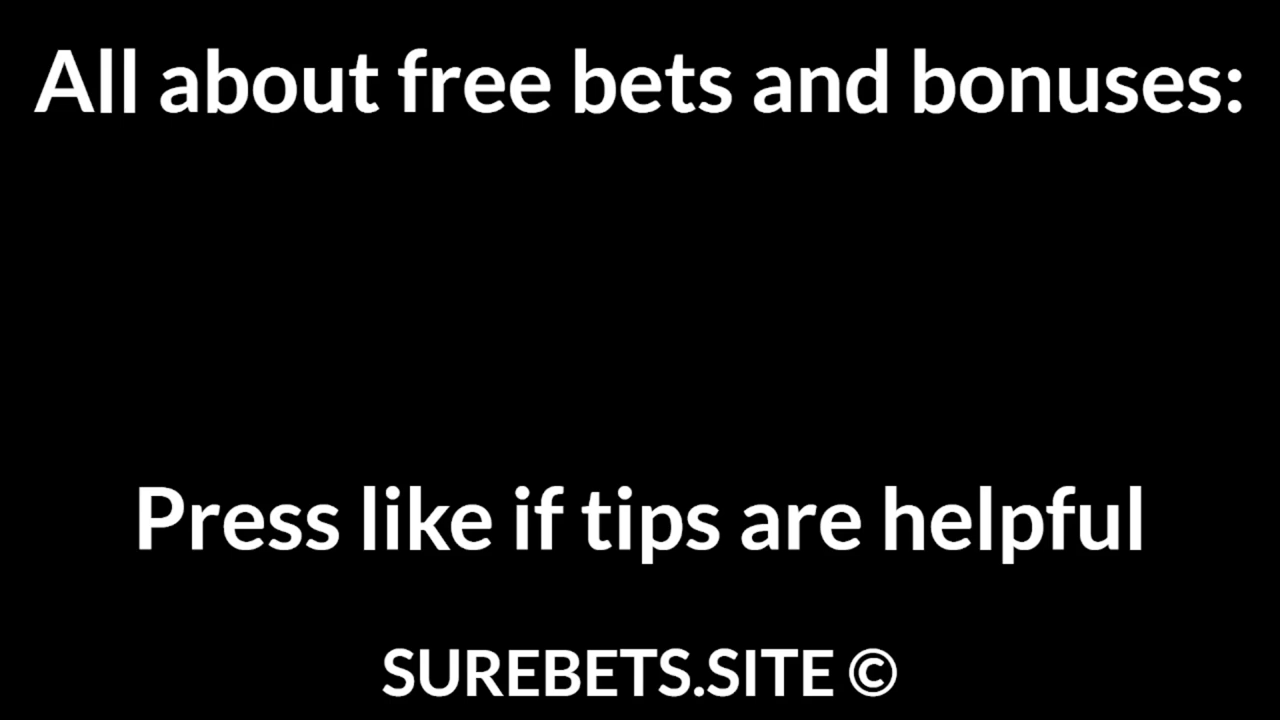 All about free bets and bonuses:
Press like if tips are helpful
SUREBETS.SITE ©